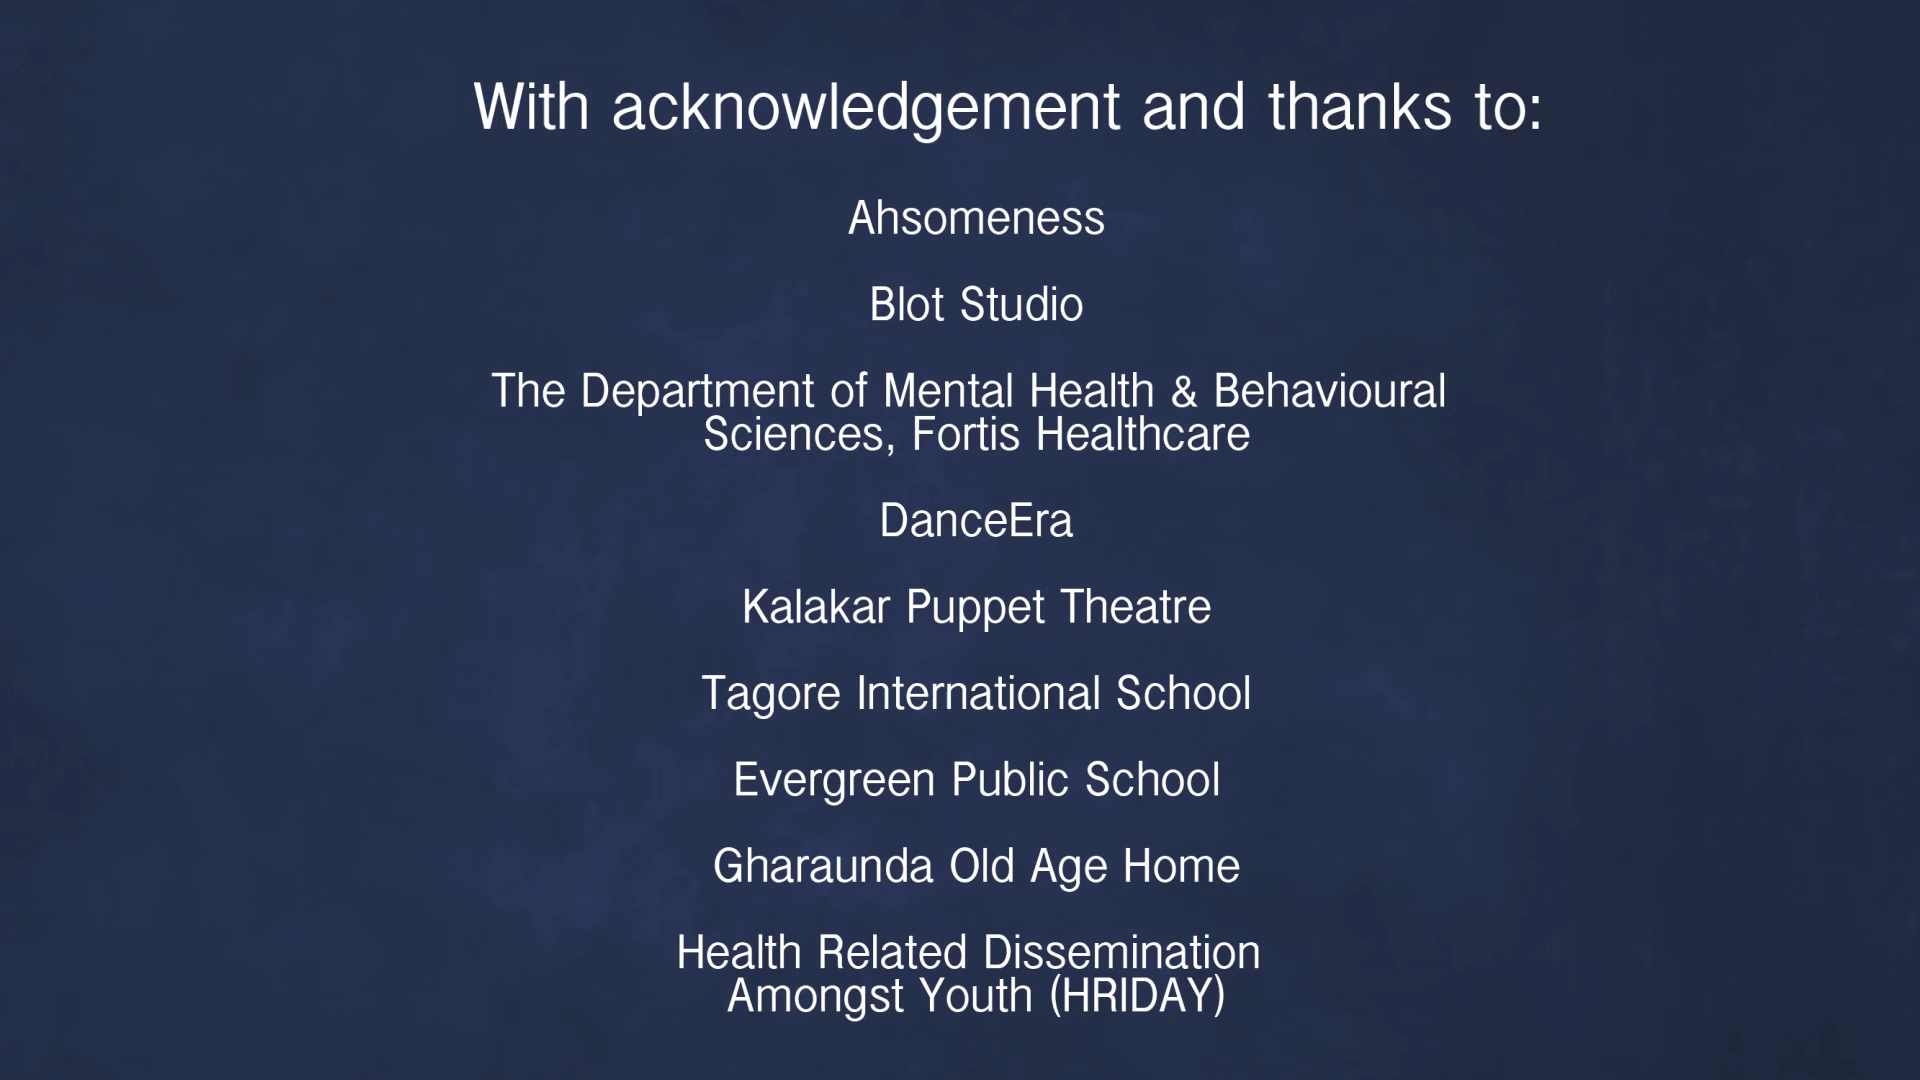 With acknowledgement and thanks to:
Ahsomeness
Blot Studio
The Department of Mental Health & Behavioural
Sciences, Fortis Healthcare
DanceEra
Kalakar Puppet Theatre
Tagore International School
Evergreen Public School
Gharaunda Old Age Home
Health Related Dissemination
Amongst Youth (HRIDAY)